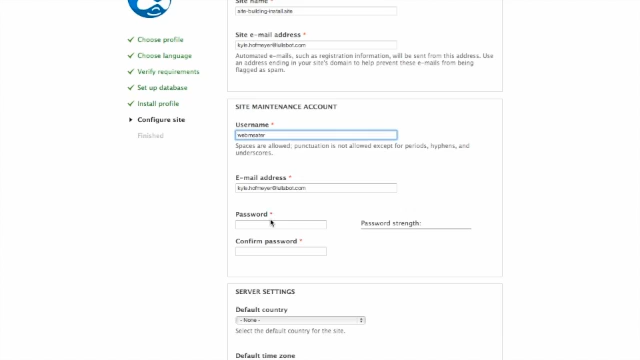 Site name *
site-building-install.site
Site e-mail address *
kyle.hofmeyer@lullabot.com
Automated e-mails, such as registration information, will be sent from this address. Use
an address ending in your site's domain to help prevent these e-mails from being
flagged as spam.
Choose profile
Choose language
Verify requirements
Set up database
Install profile
Configure site
Finished
SITE MAINTENANCE ACCOUNT
Username *
Spaces are allowed; punctuation is not allowed except for periods, hyphens, and
underscores.
E-mail address *
kyle.hofmeyer@lullabot.com
Password *
Password strength:
Confirm password *
SERVER SETTINGS
Default country
- None -
Select the default country for the site.
Default time zone